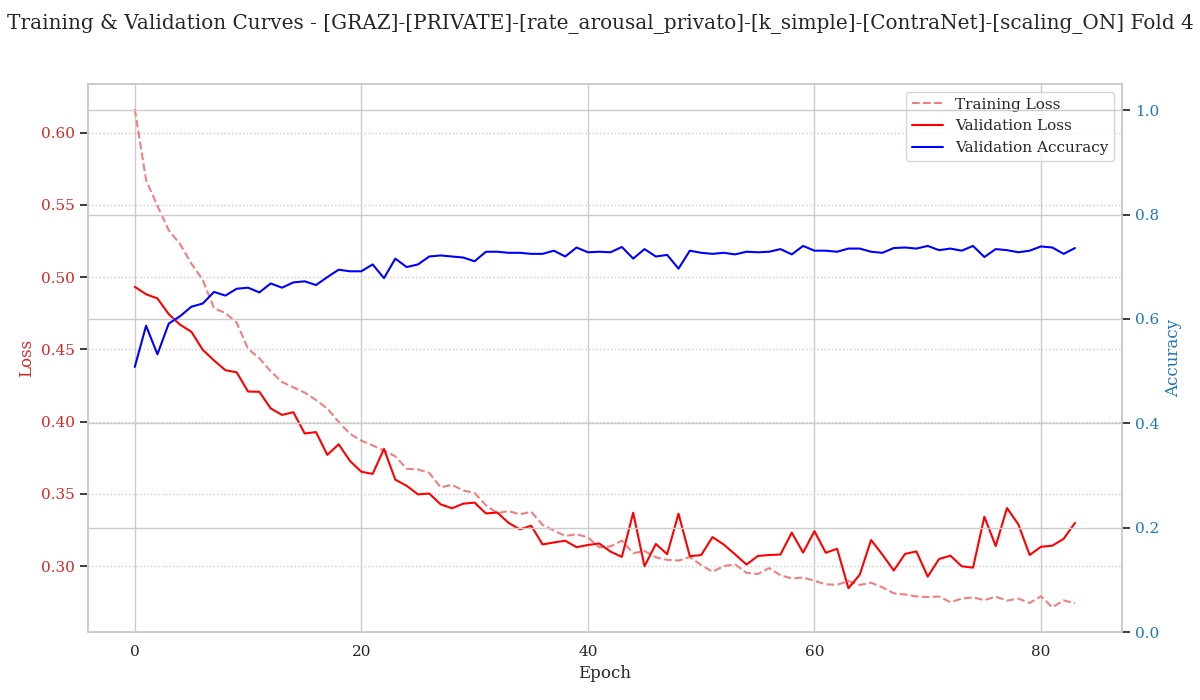 Training & Validation Curves - [GRAZ]-[PRIVATE]-[rate_arousal_privato]-[k_simple]-[ContraNet]-[scaling_ON] Fold 4
Training Loss
Validation Loss
Validation Accuracy
Loss
0.60
0.55
0.50
0.45
0.40
0.35
0.30
1.0
0.8
0.6
0.4
0.2
0.0
Accuracy
0
20
40
60
80
Epoch